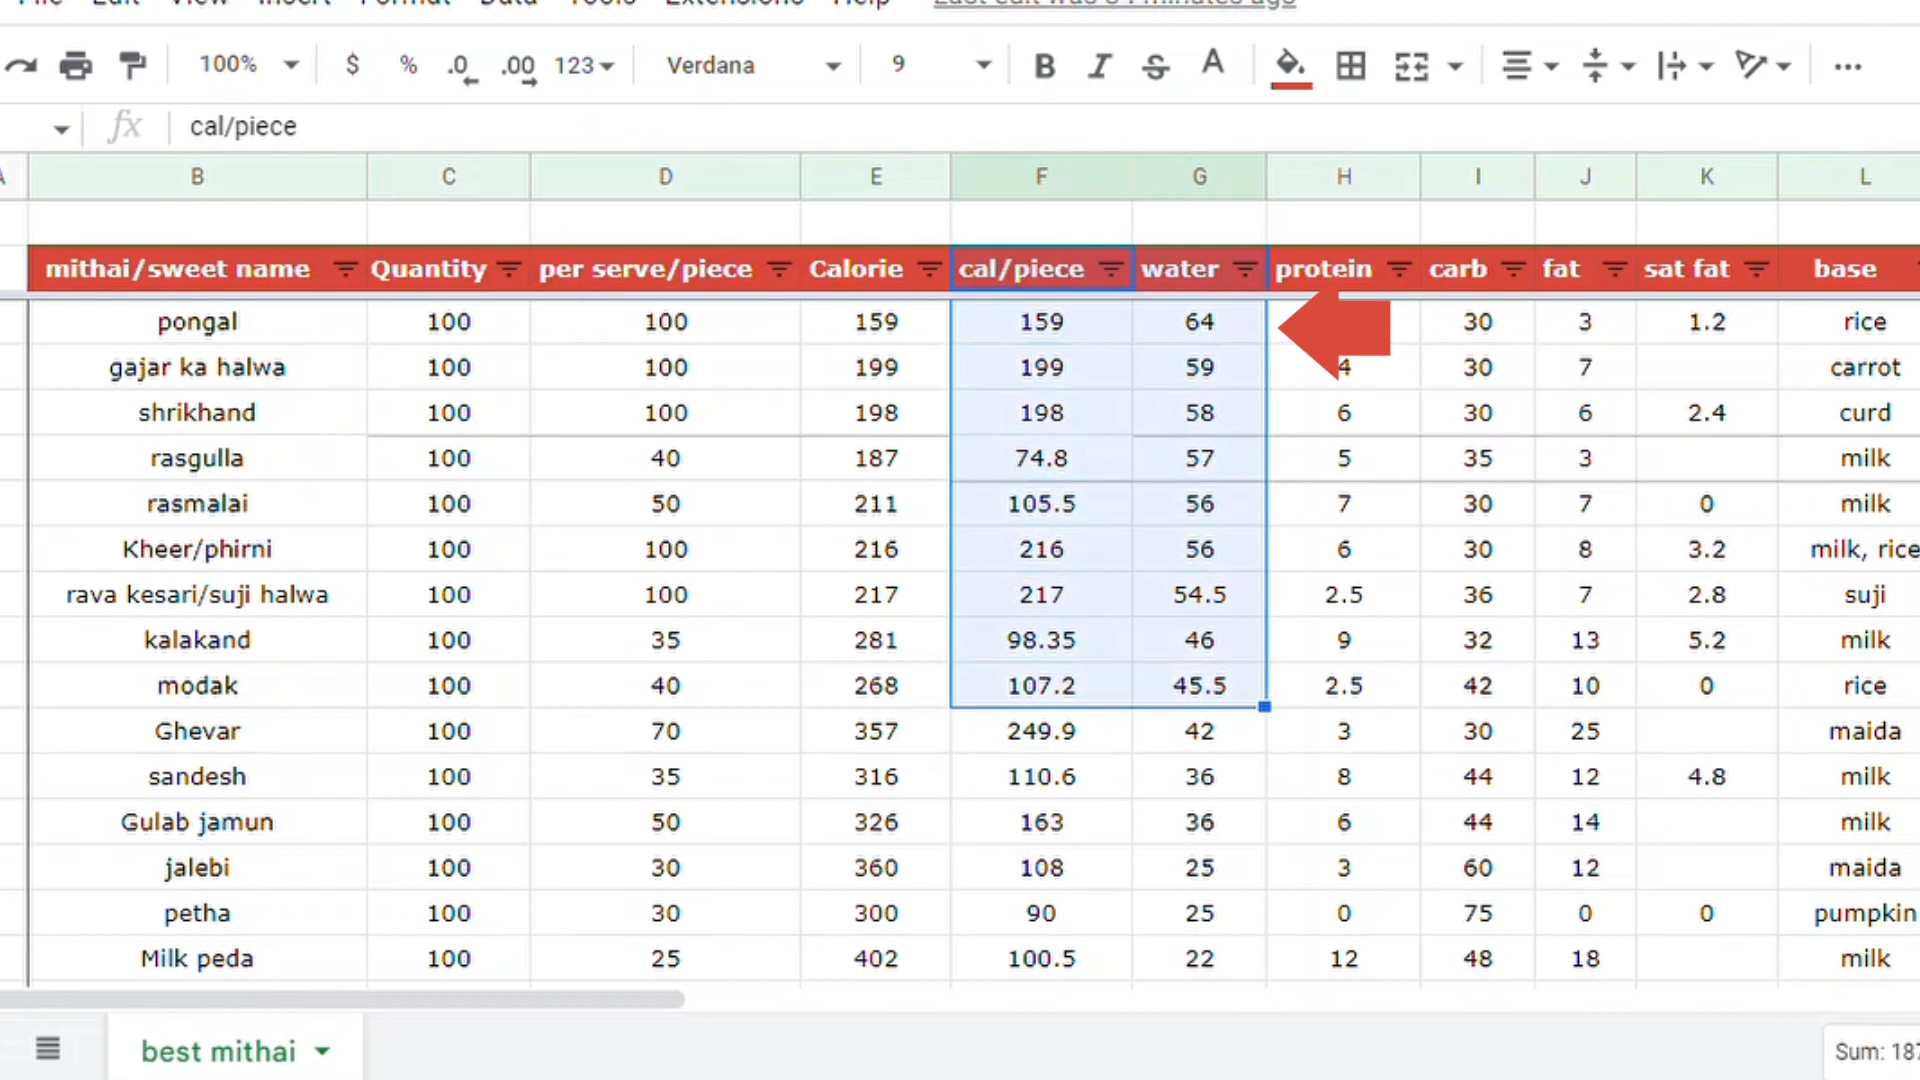 File Edit View Insert Format Data Tools Extensions Help
100% $ % .0 .00 123 Verdana 9 B I S A
fx cal/piece
A B C D E F G H I J K L
mithai/sweet name Quantity per serve/piece Calorie cal/piece water protein carb fat sat fat base
pongal 100 100 159 159 64 30 3 1.2 rice
gajar ka halwa 100 100 199 199 59 4 30 7 carrot
shrikhand 100 100 198 198 58 6 30 6 2.4 curd
rasgulla 100 40 187 74.8 57 5 35 3 milk
rasmalai 100 50 211 105.5 56 7 30 7 0 milk
Kheer/phirni 100 100 216 216 56 6 30 8 3.2 milk, rice
rava kesari/suji halwa 100 100 217 217 54.5 2.5 36 7 2.8 suji
kalakand 100 35 281 98.35 46 9 32 13 5.2 milk
modak 100 40 268 107.2 45.5 2.5 42 10 0 rice
Ghevar 100 70 357 249.9 42 3 30 25 maida
sandesh 100 35 316 110.6 36 8 44 12 4.8 milk
Gulab jamun 100 50 326 163 36 6 44 14 milk
jalebi 100 30 360 108 25 3 60 12 maida
petha 100 30 300 90 25 0 75 0 0 pumpkin
Milk peda 100 25 402 100.5 22 12 48 18 milk
best mithai Sum: 187